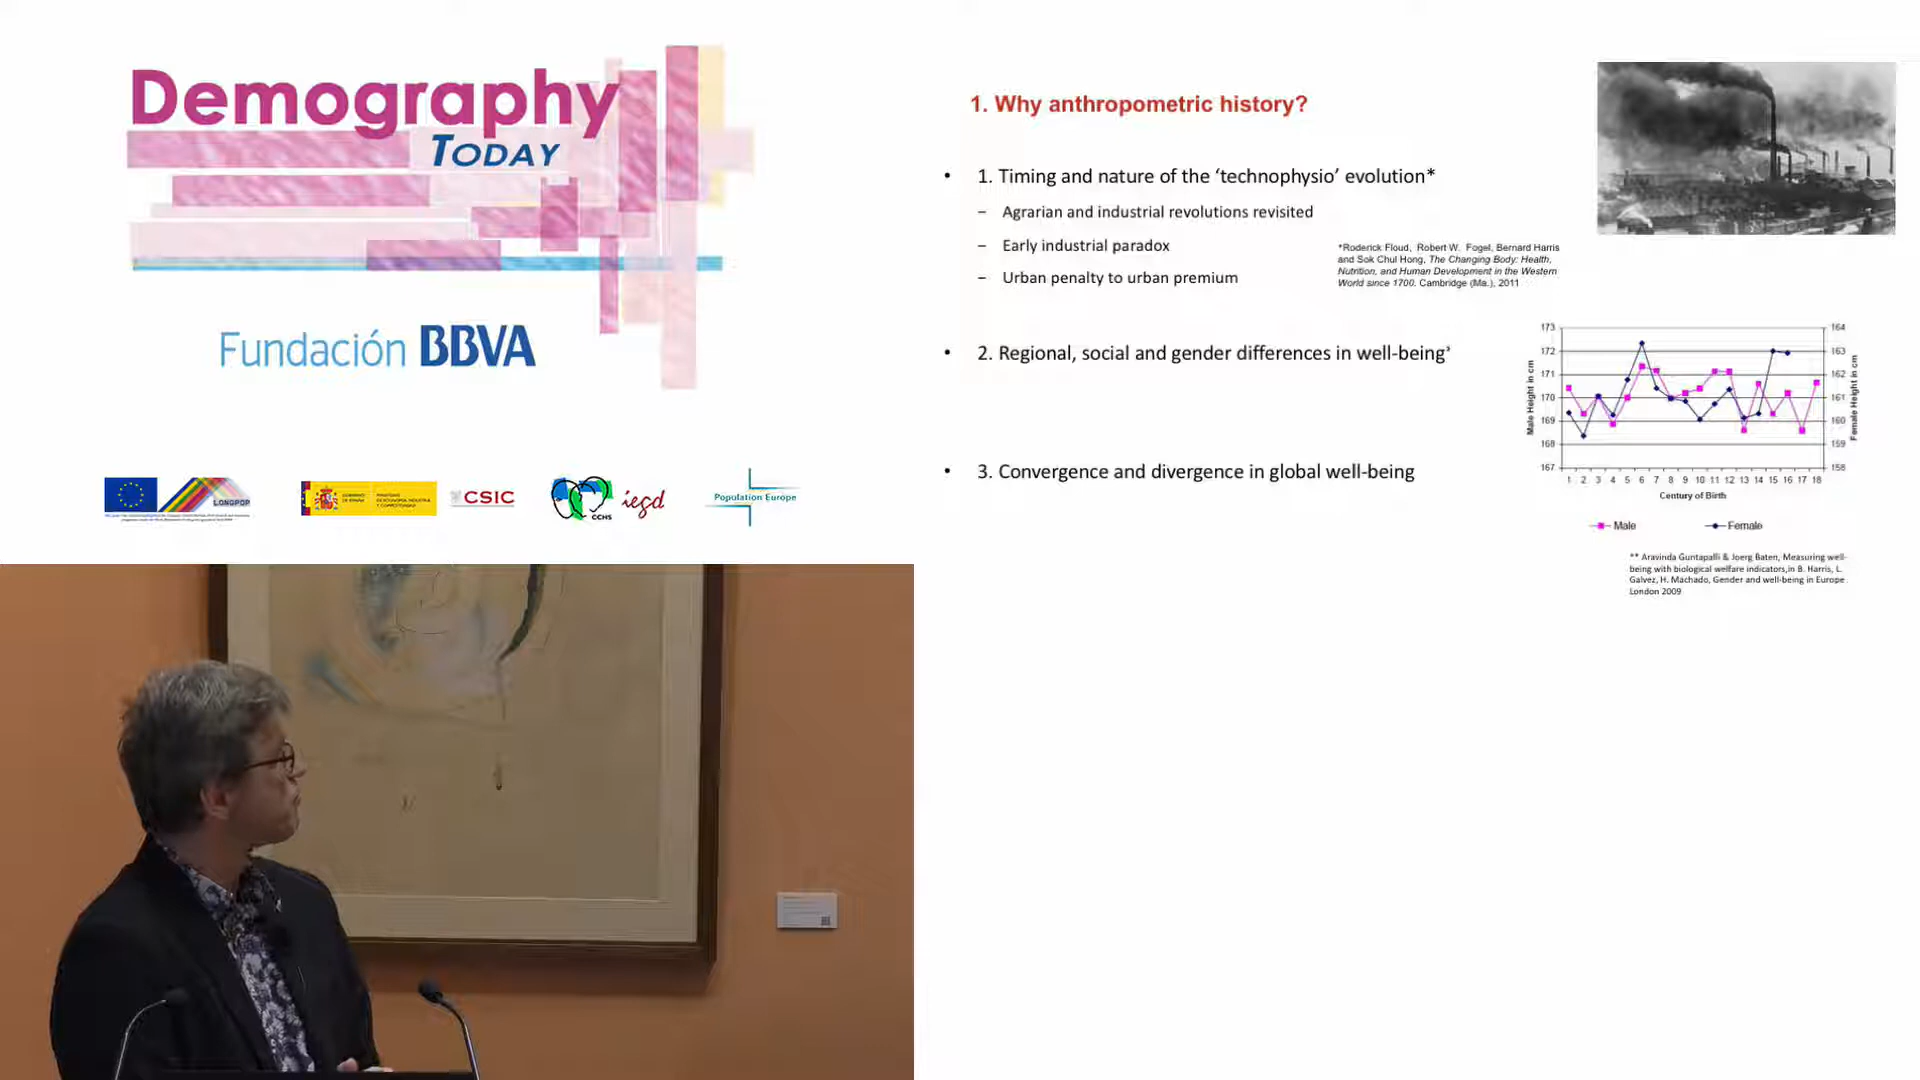 Demography
TODAY
Fundación BBVA
LONGPOP
GOBIERNO
DE ESPAÑA
CSIC
CCHS
iegd
Population Europe
1. Why anthropometric history?
• 1. Timing and nature of the ‘technophysio’ evolution*
– Agrarian and industrial revolutions revisited
– Early industrial paradox
– Urban penalty to urban premium
*Roderick Floud, Robert W. Fogel, Bernard Harris
and Sok Chul Hong, The Changing Body: Health,
Nutrition, and Human Development in the Western
World since 1700. Cambridge (Ma.), 2011
• 2. Regional, social and gender differences in well-being*
• 3. Convergence and divergence in global well-being
Male Height in cm
173
172
171
170
169
168
167
164
163
162
161
160
159
158
Female Height in cm
1 2 3 4 5 6 7 8 9 10 11 12 13 14 15 16 17 18
Century of Birth
Male Female
** Aravinda Guntapalli & Joerg Baten, Measuring well-
being with biological welfare indicators,in B. Harris, L.
Galvez, H. Machado, Gender and well-being in Europe
London 2009